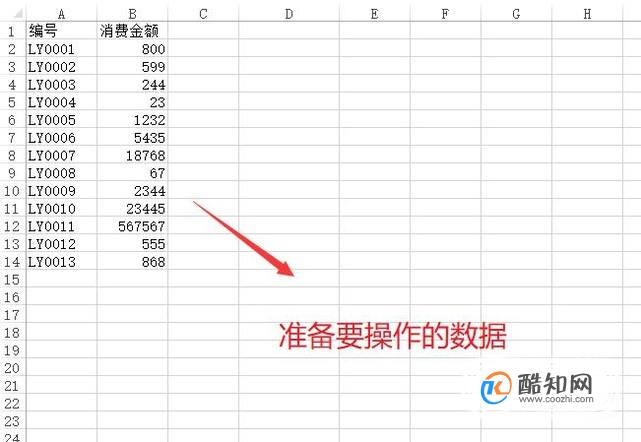 A B C D E F G H
1 编号 消费金额
2 LY0001 800
3 LY0002 599
4 LY0003 244
5 LY0004 23
6 LY0005 1232
7 LY0006 5435
8 LY0007 18768
9 LY0008 67
10 LY0009 2344
11 LY0010 23445
12 LY0011 567567
13 LY0012 555
14 LY0013 868
15
16
17
18
19
20
21
22
23
24
准备要操作的数据
酷知网
www.coozhi.com